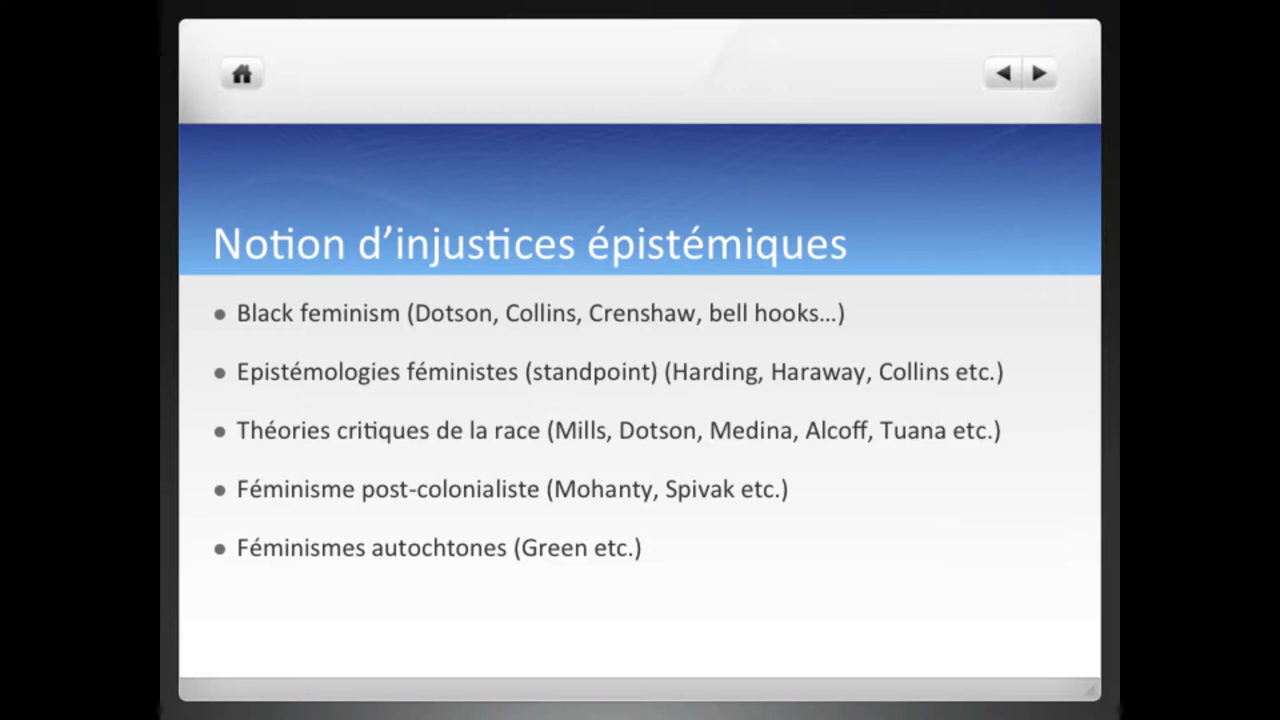 Notion d’injustices épistémiques
Black feminism (Dotson, Collins, Crenshaw, bell hooks…)
Epistémologies féministes (standpoint) (Harding, Haraway, Collins etc.)
Théories critiques de la race (Mills, Dotson, Medina, Alcoff, Tuana etc.)
Féminisme post-colonialiste (Mohanty, Spivak etc.)
Féminismes autochtones (Green etc.)